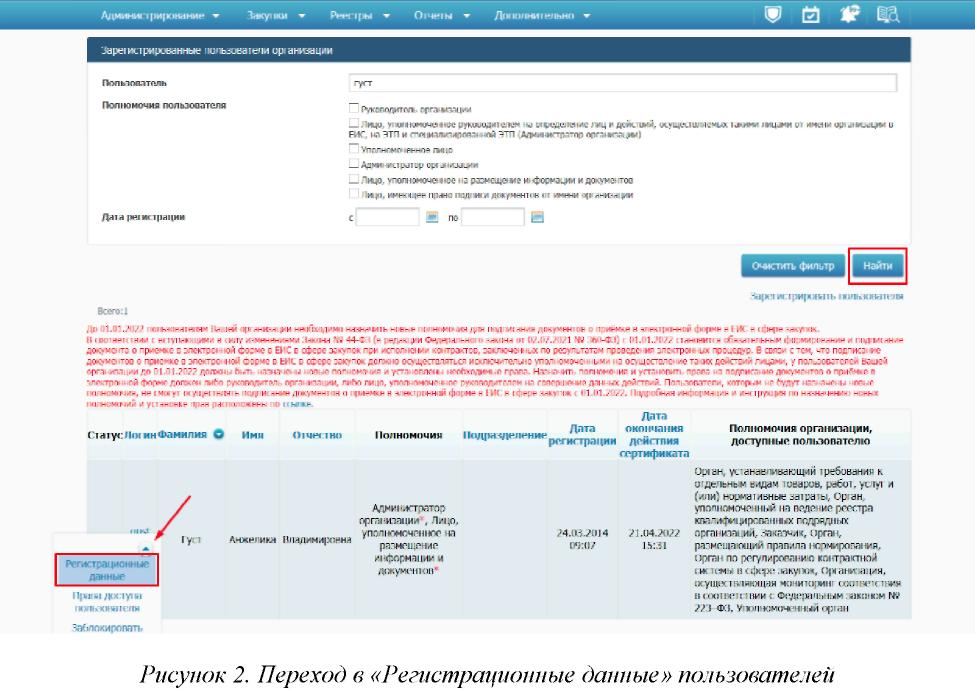 Администрирование Закупки Реестры Отчеты Дополнительно
Зарегистрированные пользователи организации
Пользователь
густ
Полномочия пользователя
Руководитель организации
Лицо, уполномоченное руководителем на определение лиц и действий, осуществляемых такими лицами от имени организации в
ЕИС, на ЭТП и специализированной ЭТП (Администратор организации)
Уполномоченное лицо
Администратор организации
Лицо, уполномоченное на размещение информации и документов
Лицо, имеющее право подписи документов от имени организации
Дата регистрации
с по
Очистить фильтр Найти
Зарегистрировать пользователя
Всего:1
До 01.01.2022 пользователям Вашей организации необходимо назначить новые полномочия для подписания документов о приёмке в электронной форме в ЕИС в сфере закупок.
В соответствии с вступающими в силу изменениями Закона № 44-ФЗ (в редакции Федерального закона от 02.07.2021 № 360-ФЗ) с 01.01.2022 становится обязательным формирование и подписание
документа о приемке в электронной форме в ЕИС в сфере закупок при исполнении контрактов, заключенных по результатам проведения электронных процедур. В связи с тем, что подписание
документов о приемке в электронной форме в ЕИС в сфере закупок должно осуществляться исключительно уполномоченными на осуществление таких действий лицами, у пользователей Вашей
организации до 01.01.2022 должны быть назначены новые полномочия и установлены необходимые права. Назначить полномочия и установить права на подписание документов о приёмке в
электронной форме должен либо руководитель организации, либо лицо, уполномоченное руководителем на совершение данных действий. Пользователи, которым не будут назначены новые
полномочия, не смогут осуществлять подписание документов о приемке в электронной форме в ЕИС в сфере закупок с 01.01.2022. Подробная информация и инструкция по назначению новых
полномочий и установке прав расположены по ссылке.
Статус Логин Фамилия Имя Отчество Полномочия Подразделение Дата регистрации Дата окончания действия сертификата Полномочия организации, доступные пользователю
gust
Густ
Анжелика
Владимировна
Администратор
организации*, Лицо,
уполномоченное на
размещение
информации и
документов*
24.03.2014
09:07
21.04.2022
15:31
Орган, устанавливающий требования к
отдельным видам товаров, работ, услуг и
(или) нормативные затраты, Орган,
уполномоченный на ведение реестра
квалифицированных подрядных
организаций, Заказчик, Орган,
размещающий правила нормирования,
Орган по регулированию контрактной
системы в сфере закупок, Организация,
осуществляющая мониторинг соответствия
в соответствии с Федеральным законом №
223-ФЗ, Уполномоченный орган
Регистрационные
данные
Права доступа
пользователя
Заблокировать
Рисунок 2. Переход в «Регистрационные данные» пользователей